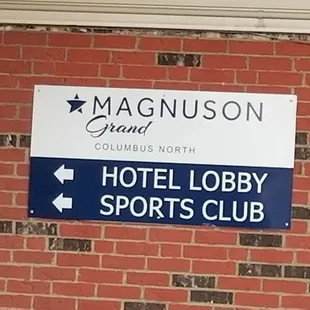 MAGNUSON
Grand
COLUMBUS NORTH
HOTEL LOBBY
SPORTS CLUB